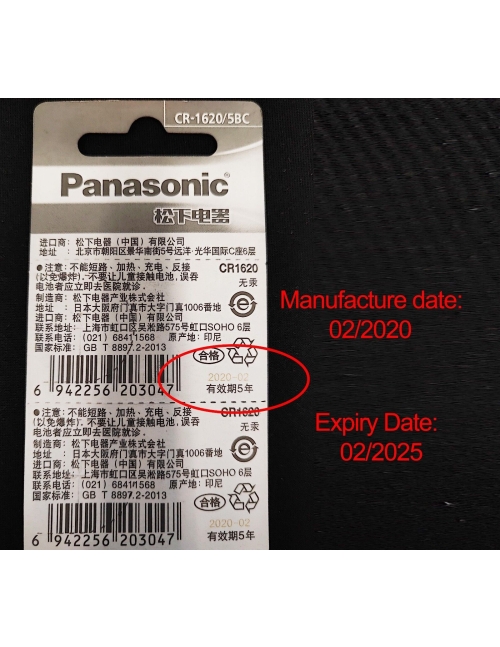 CR-1620/5BC
Panasonic®
松下电器
进口商：松下电器（中国）有限公司
地址：北京市朝阳区景华南街5号远洋·光华国际C座6层
●注意：不能短路、加热、充电、反接
CR1620
(以免爆炸)。不要让儿童接触电池,误吞
无汞
电池者应立即去医院就诊．
制造商：松下电器产业株式会社
地 址：日本大阪府门真市大字门真1006番地
联系地址：上海市虹口区吴淞路575号虹口SOHO 6层
联系电话：(021) 68411568 原产地：印尼
国家标准：GB T 8897.2-2013
合格
6 942256 203047
2020-02
有效期5年
●注意：不能短路、加热、充电、反接
CR1620
(以免爆炸)。不要让儿童接触电池,误吞
无汞
电池者应立即去医院就诊．
制造商：松下电器产业株式会社
地 址：日本大阪府门真市大字门真1006番地
联系地址：上海市虹口区吴淞路575号虹口SOHO 6层
联系电话：(021) 68411568 原产地：印尼
国家标准：GB T 8897.2-2013
合格
6 942256 203047
2020-02
有效期5年
Manufacture date:
02/2020
Expiry Date:
02/2025